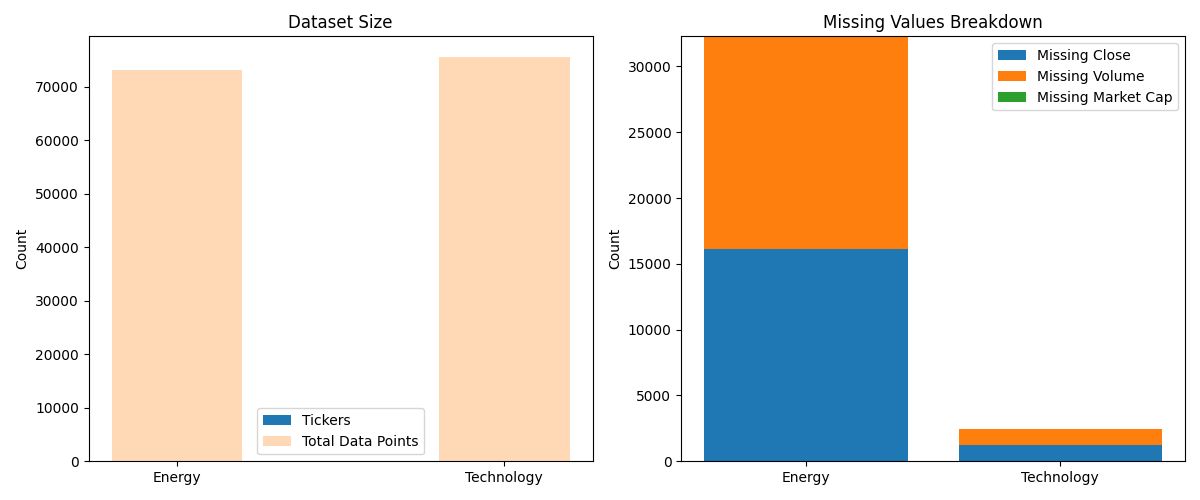 Dataset Size
Count
70000
60000
50000
40000
30000
20000
10000
0
Energy
Technology
Tickers
Total Data Points
Missing Values Breakdown
Count
30000
25000
20000
15000
10000
5000
0
Energy
Technology
Missing Close
Missing Volume
Missing Market Cap